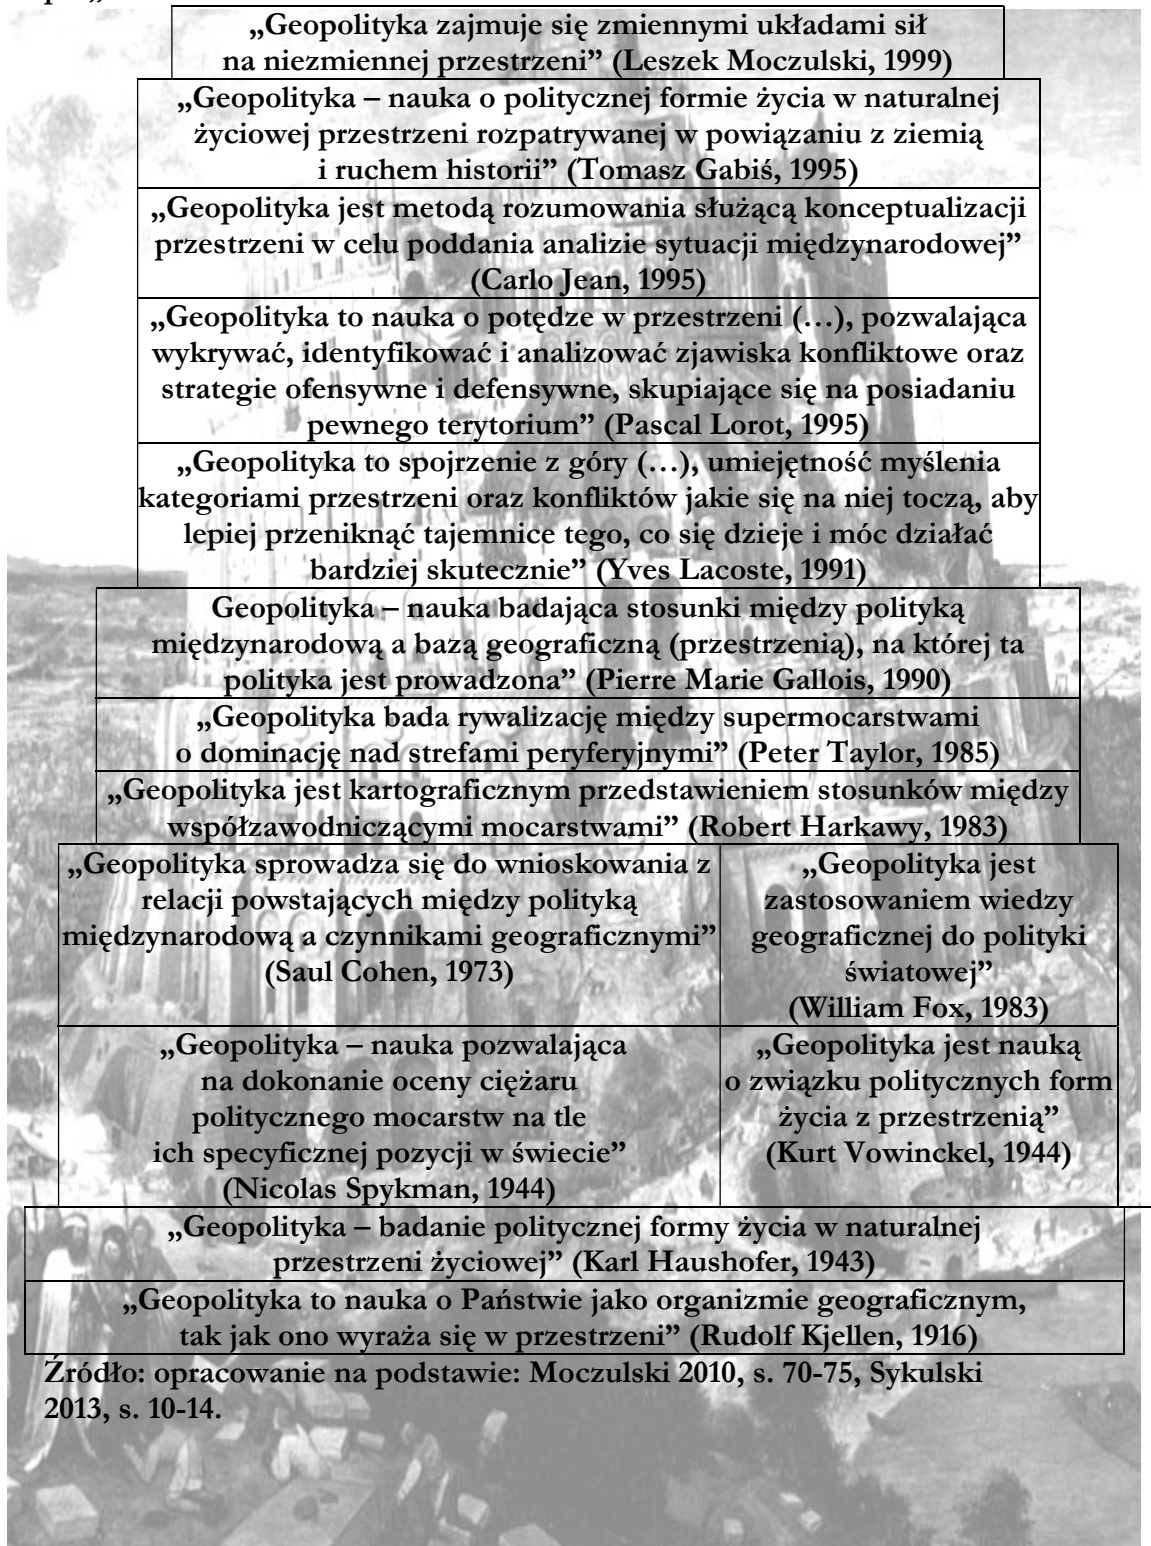 „Geopolityka zajmuje się zmiennymi układami sił
na niezmiennej przestrzeni” (Leszek Moczulski, 1999)
„Geopolityka – nauka o politycznej formie życia w naturalnej
życiowej przestrzeni rozpatrywanej w powiązaniu z ziemią
i ruchem historii” (Tomasz Gabiś, 1995)
„Geopolityka jest metodą rozumowania służącą konceptualizacji
przestrzeni w celu poddania analizie sytuacji międzynarodowej”
(Carlo Jean, 1995)
„Geopolityka to nauka o potędze w przestrzeni (…), pozwalająca
wykrywać, identyfikować i analizować zjawiska konfliktowe oraz
strategie ofensywne i defensywne, skupiające się na posiadaniu
pewnego terytorium” (Pascal Lorot, 1995)
„Geopolityka to spojrzenie z góry (…), umiejętność myślenia
kategoriami przestrzeni oraz konfliktów jakie się na niej toczą, aby
lepiej przeniknąć tajemnice tego, co się dzieje i móc działać
bardziej skutecznie” (Yves Lacoste, 1991)
Geopolityka – nauka badająca stosunki między polityką
międzynarodową a bazą geograficzną (przestrzenią), na której ta
polityka jest prowadzona” (Pierre Marie Gallois, 1990)
„Geopolityka bada rywalizację między supermocarstwami
o dominację nad strefami peryferyjnymi” (Peter Taylor, 1985)
„Geopolityka jest kartograficznym przedstawieniem stosunków między
współzawodniczącymi mocarstwami” (Robert Harkawy, 1983)
„Geopolityka sprowadza się do wnioskowania z
relacji powstających między polityką
międzynarodową a czynnikami geograficznymi”
(Saul Cohen, 1973)
„Geopolityka jest
zastosowaniem wiedzy
geograficznej do polityki
światowej”
(William Fox, 1983)
„Geopolityka – nauka pozwalająca
na dokonanie oceny ciężaru
politycznego mocarstw na tle
ich specyficznej pozycji w świecie”
(Nicolas Spykman, 1944)
„Geopolityka jest nauką
o związku politycznych form
życia z przestrzenią”
(Kurt Vowinckel, 1944)
„Geopolityka – badanie politycznej formy życia w naturalnej
przestrzeni życiowej” (Karl Haushofer, 1943)
„Geopolityka to nauka o Państwie jako organizmie geograficznym,
tak jak ono wyraża się w przestrzeni” (Rudolf Kjellen, 1916)
Źródło: opracowanie na podstawie: Moczulski 2010, s. 70-75, Sykulski
2013, s. 10-14.